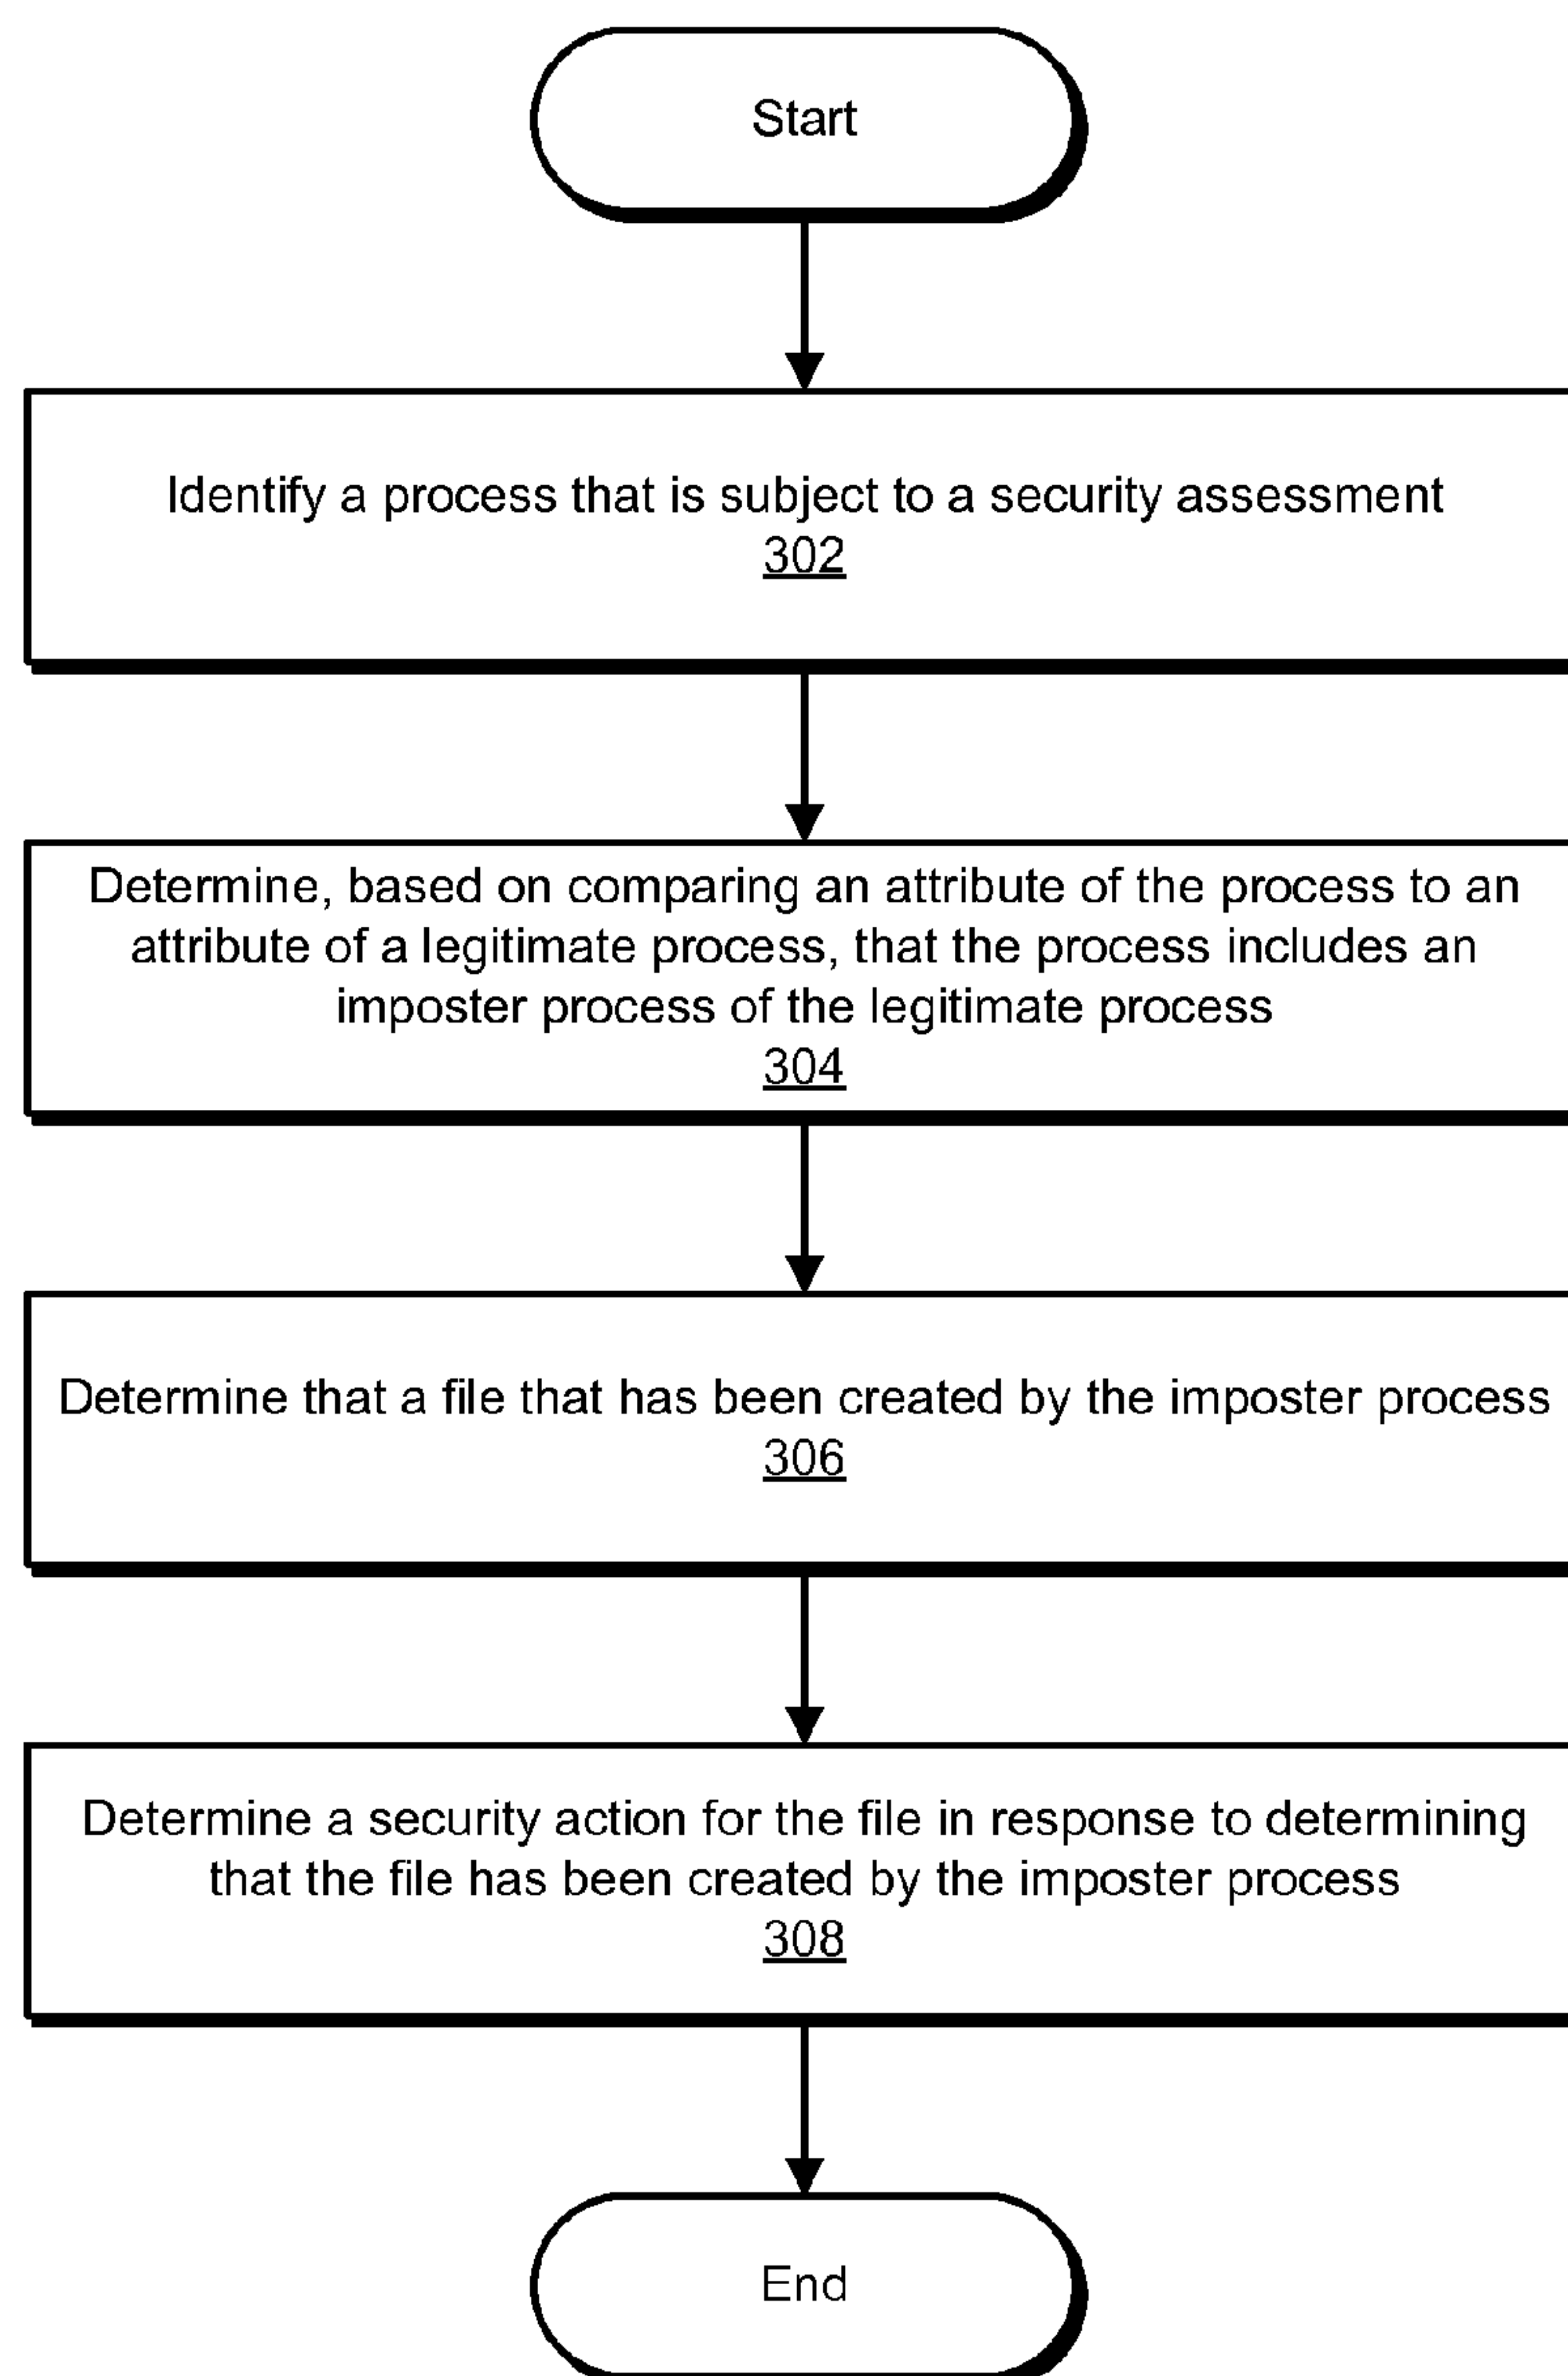 Start
Identify a process that is subject to a security assessment
302
Determine, based on comparing an attribute of the process to an
attribute of a legitimate process, that the process includes an
imposter process of the legitimate process
304
Determine that a file that has been created by the imposter process
306
Determine a security action for the file in response to determining
that the file has been created by the imposter process
308
End